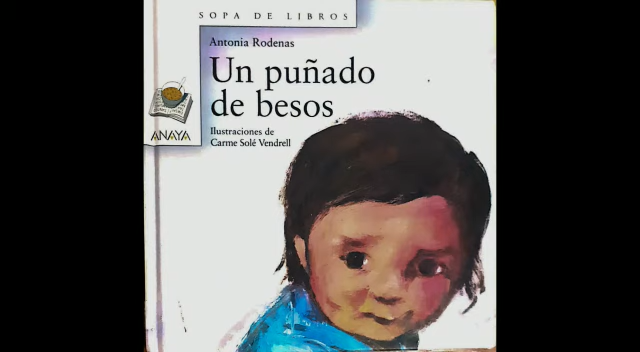 SOPA DE LIBROS
Antonia Rodenas
Un puñado
de besos
Ilustraciones de
Carme Solé Vendrell
ANAYA